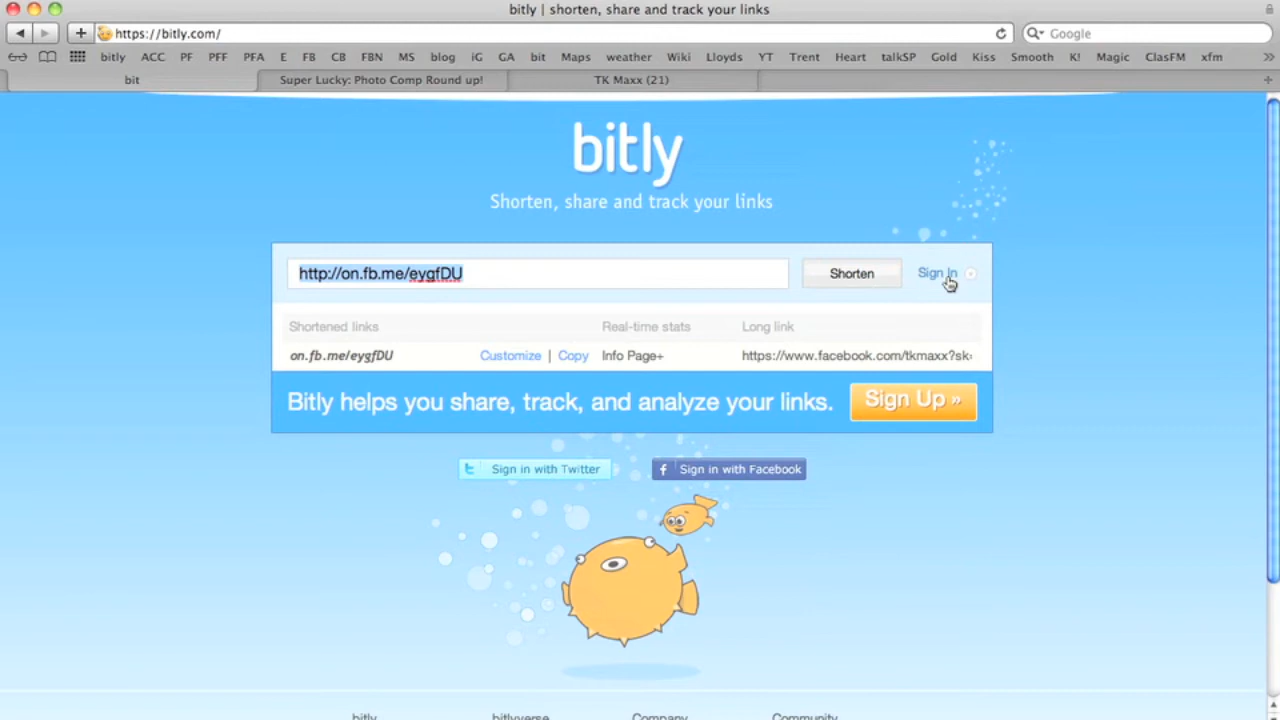 bitly | shorten, share and track your links
https://bitly.com/
Google
bitly ACC PF PFF PFA E FB CB FBN MS blog iG GA bit Maps weather Wiki Lloyds YT Trent Heart talkSP Gold Kiss Smooth K! Magic ClasFM xfm
bit Super Lucky: Photo Comp Round up! TK Maxx (21)
bitly
Shorten, share and track your links
http://on.fb.me/eygfDU Shorten Sign In
Shortened links Real-time stats Long link
on.fb.me/eygfDU Customize | Copy Info Page+ https://www.facebook.com/tkmaxx?sk
Bitly helps you share, track, and analyze your links. Sign Up »
Sign in with Twitter Sign in with Facebook
bitly bitlyverse Company Community